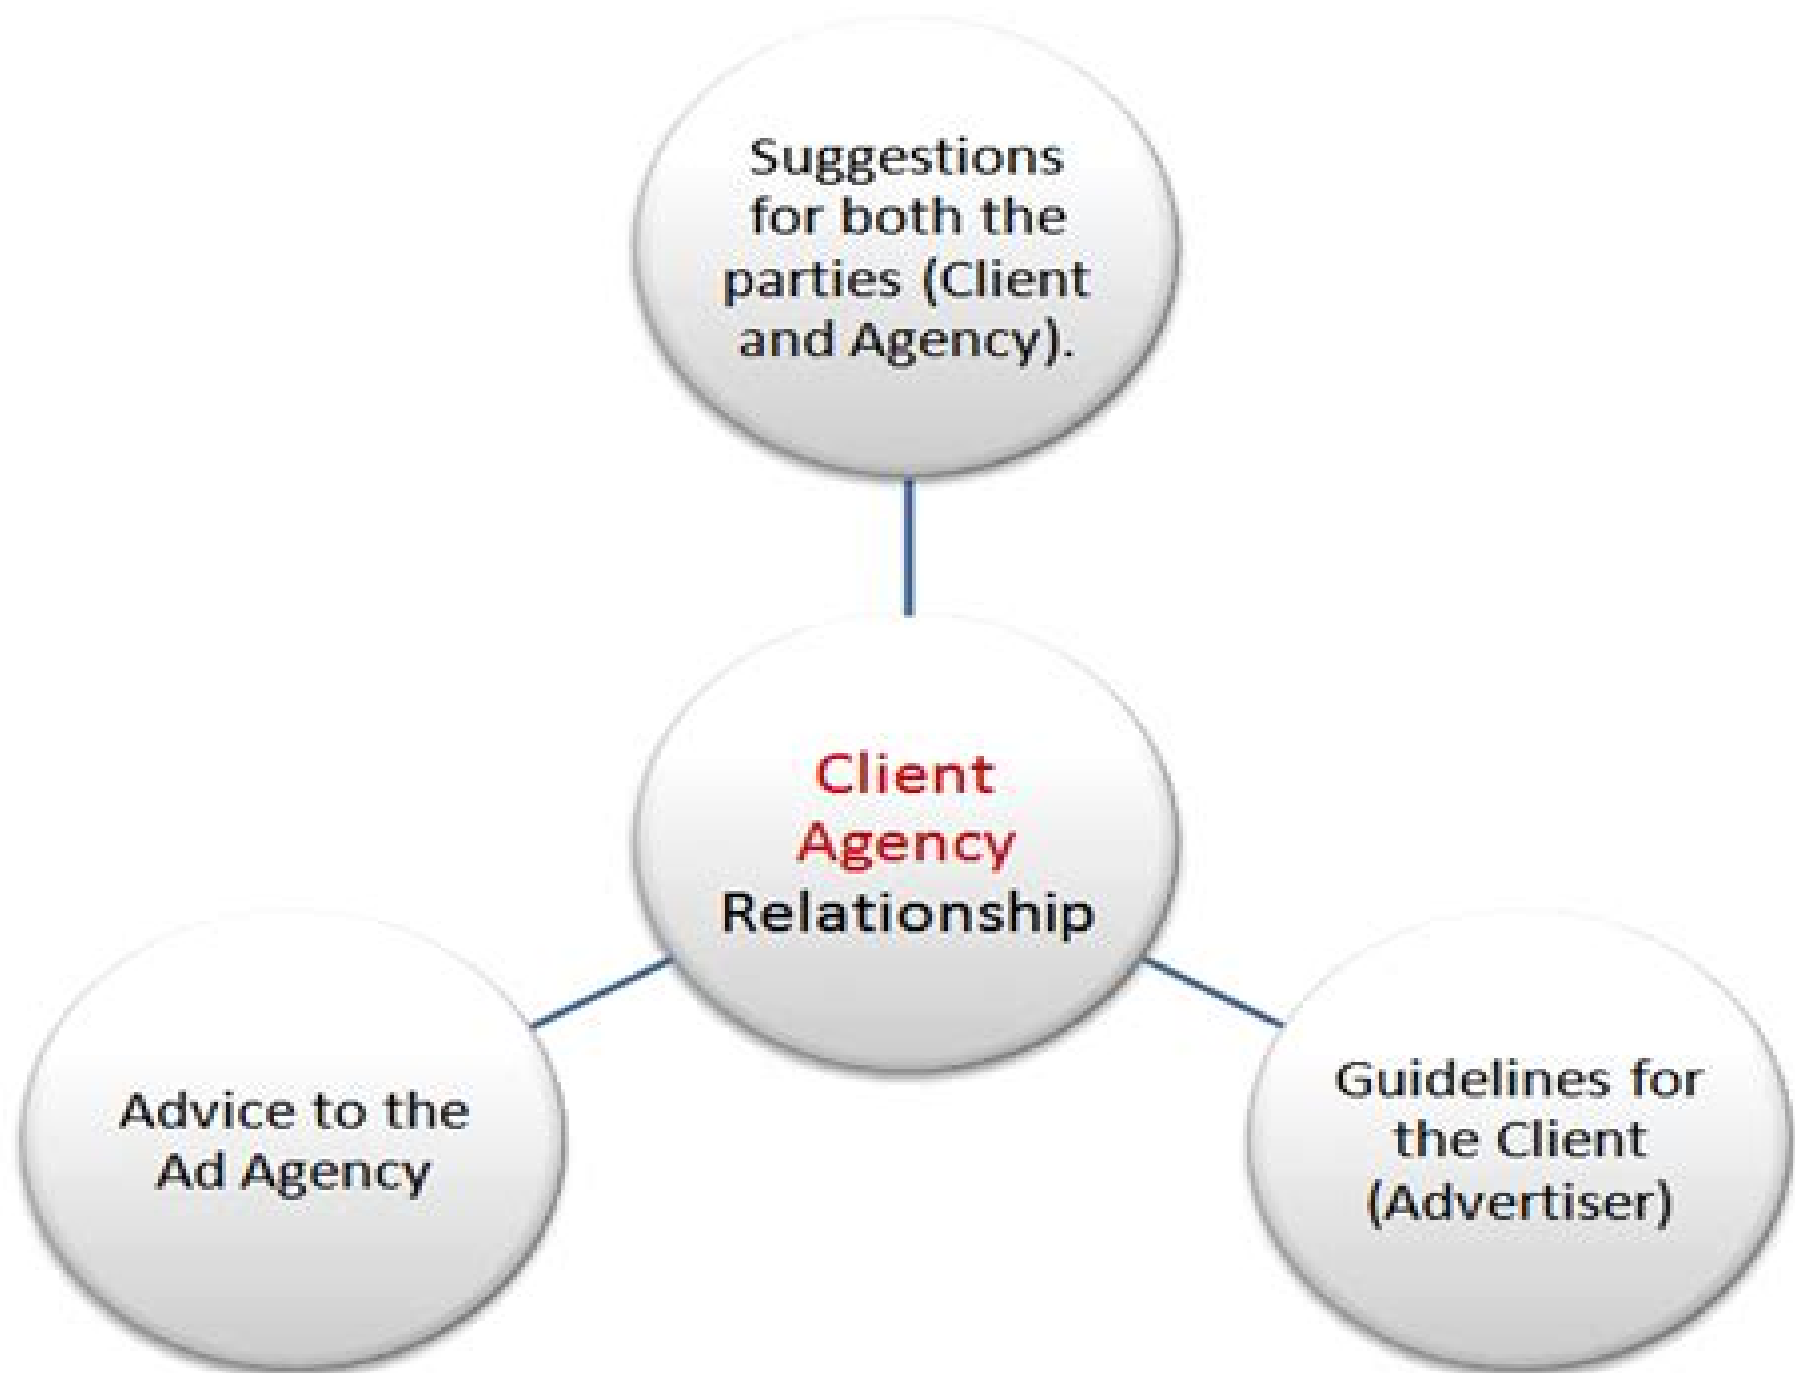 Suggestions
for both the
parties (Client
and Agency).
Client
Agency
Relationship
Advice to the
Ad Agency
Guidelines for
the Client
(Advertiser)